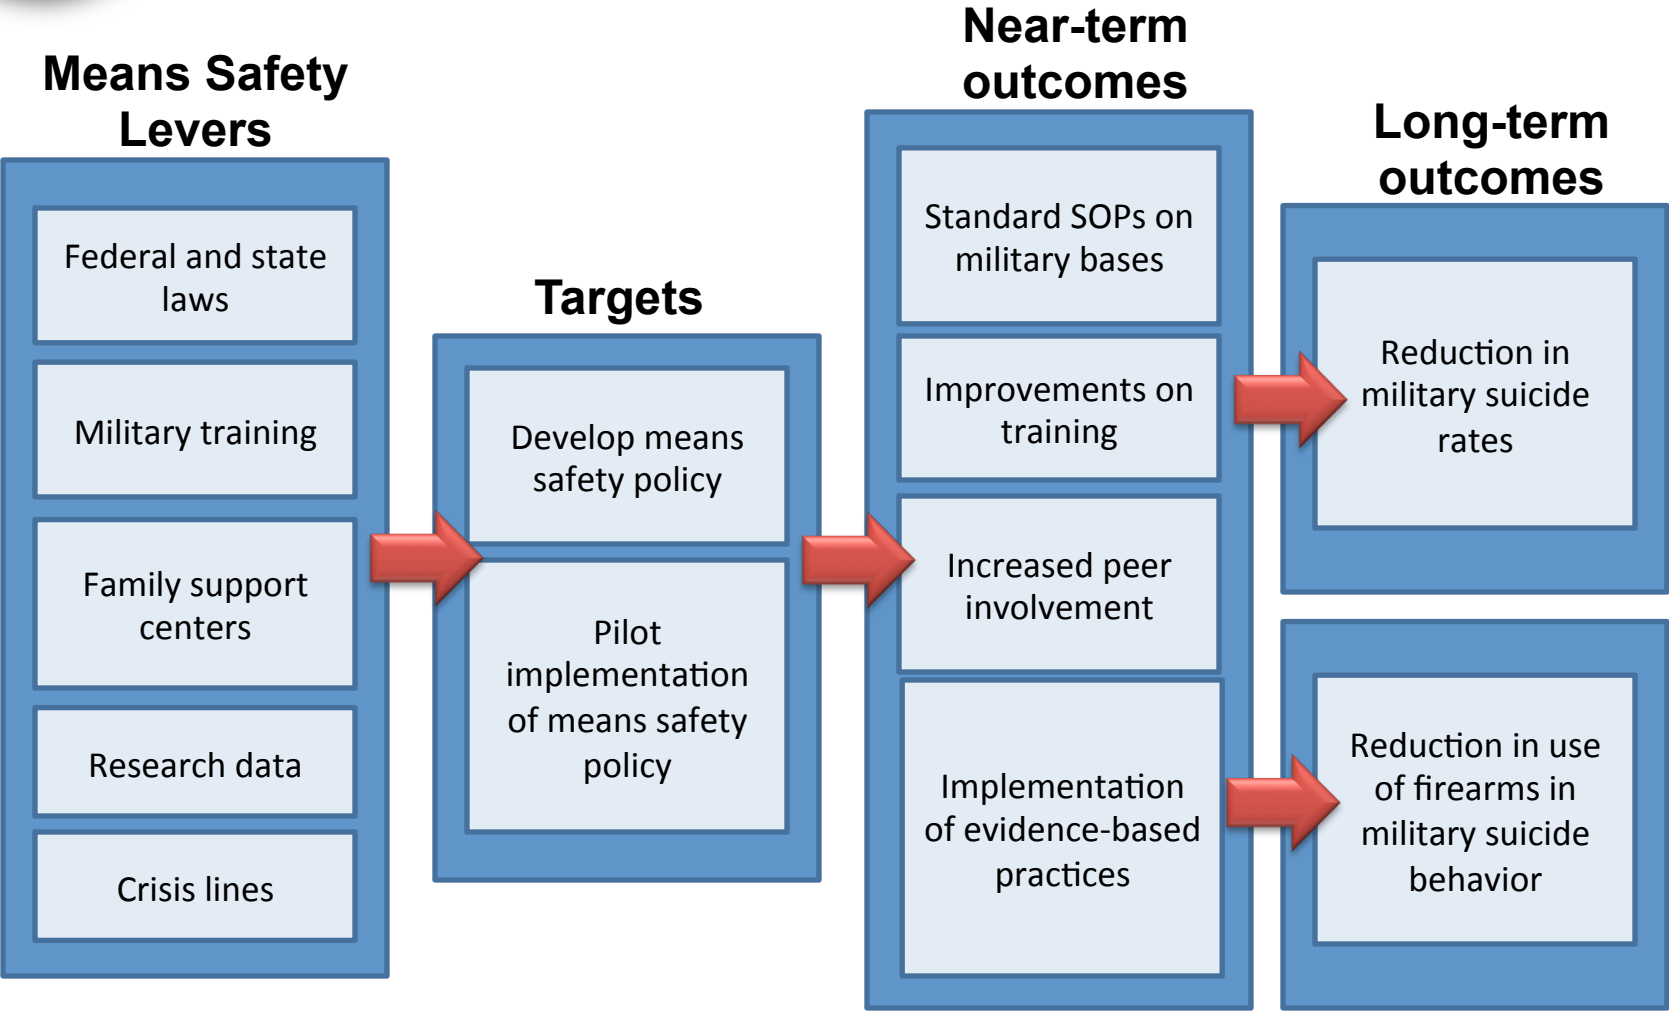 Means Safety
Levers
Federal and state
laws
Military training
Family support
centers
Research data
Crisis lines
Targets
Develop means
safety policy
Pilot
implementation
of means safety
policy
Near-term
outcomes
Standard SOPs on
military bases
Improvements on
training
Increased peer
involvement
Implementation
of evidence-based
practices
Long-term
outcomes
Reduction in
military suicide
rates
Reduction in use
of firearms in
military suicide
behavior